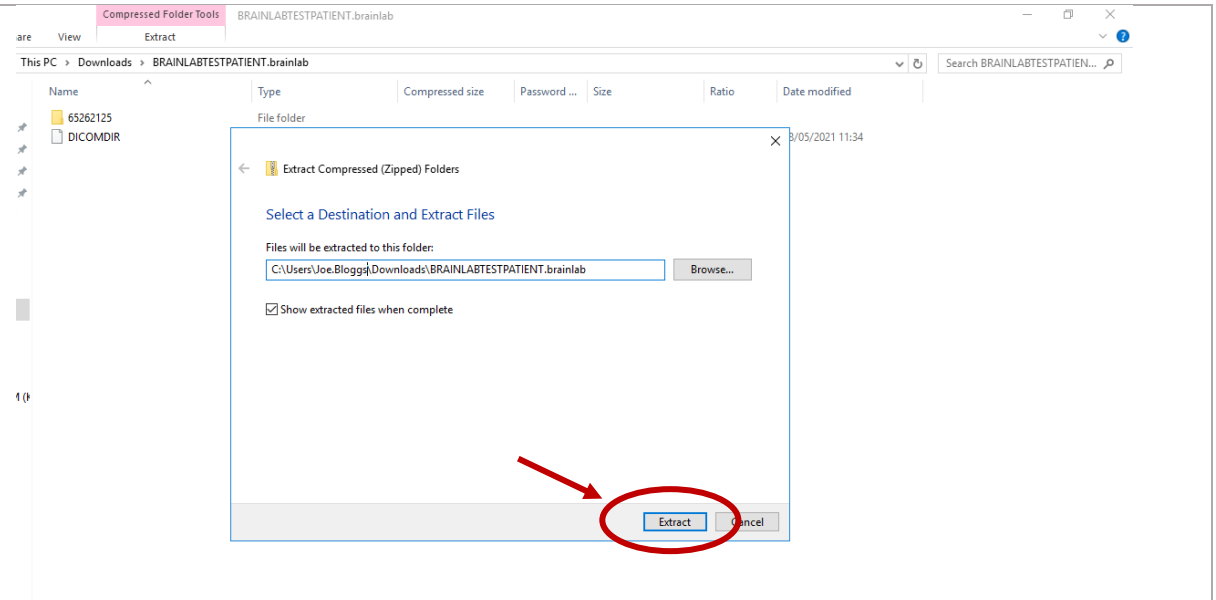 Compressed Folder Tools BRAINLABTESTPATIENT.brainlab
are View Extract
This PC > Downloads > BRAINLABTESTPATIENT.brainlab Search BRAINLABTESTPATIEN...
Name Type Compressed size Password ... Size Ratio Date modified
65262125 File folder
DICOMDIR 3/05/2021 11:34
Extract Compressed (Zipped) Folders
Select a Destination and Extract Files
Files will be extracted to this folder:
C:\Users\Joe.Bloggs\Downloads\BRAINLABTESTPATIENT.brainlab Browse...
Show extracted files when complete
Extract Cancel